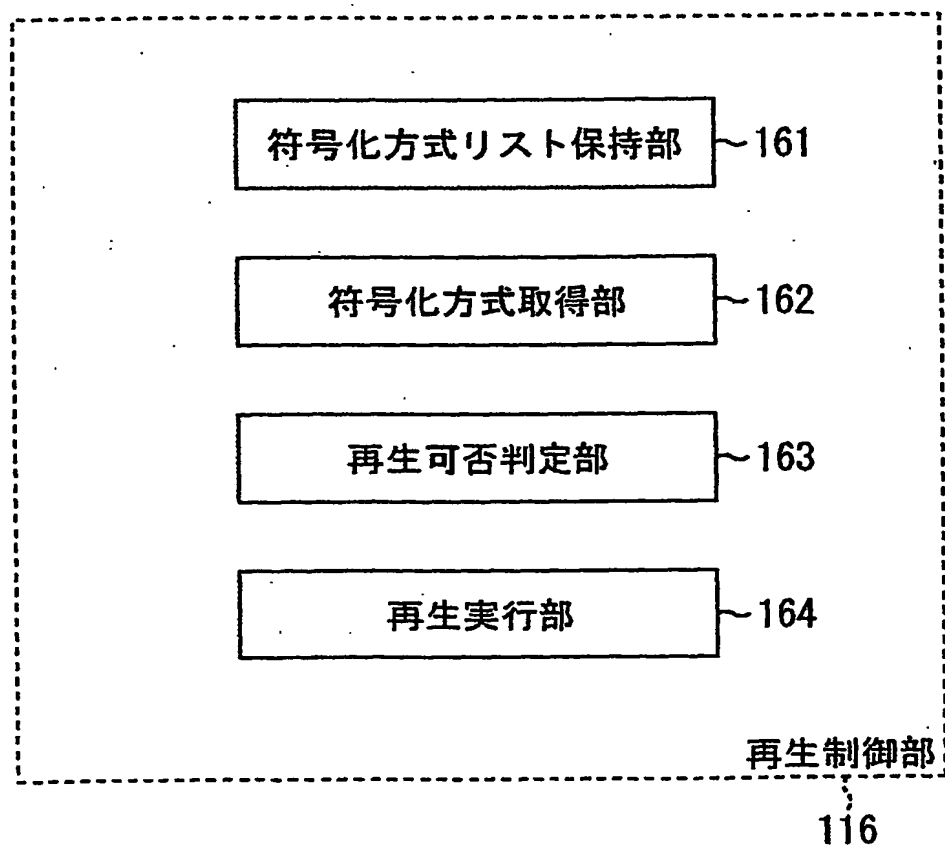 符号化方式リスト保持部 161
符号化方式取得部 162
再生可否判定部 163
再生実行部 164
再生制御部
116